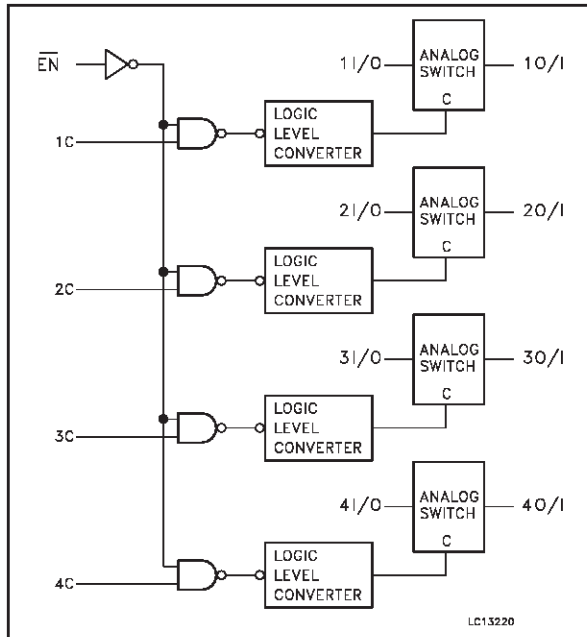 1I/O
ANALOG
SWITCH
C
1O/I
EN
1C
LOGIC
LEVEL
CONVERTER
2I/O
ANALOG
SWITCH
C
2O/I
2C
LOGIC
LEVEL
CONVERTER
3I/O
ANALOG
SWITCH
C
3O/I
3C
LOGIC
LEVEL
CONVERTER
4I/O
ANALOG
SWITCH
C
4O/I
4C
LOGIC
LEVEL
CONVERTER
LC13220